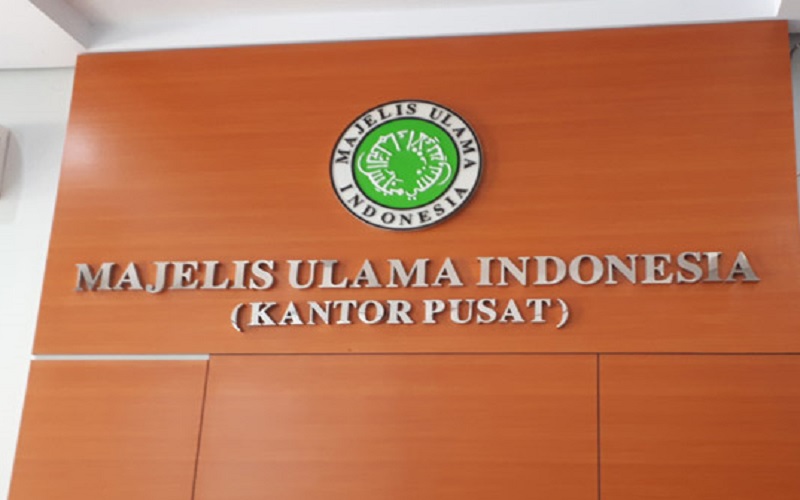 MAJELIS ULAMA
INDONESIA
MAJELIS ULAMA INDONESIA
(KANTOR PUSAT)